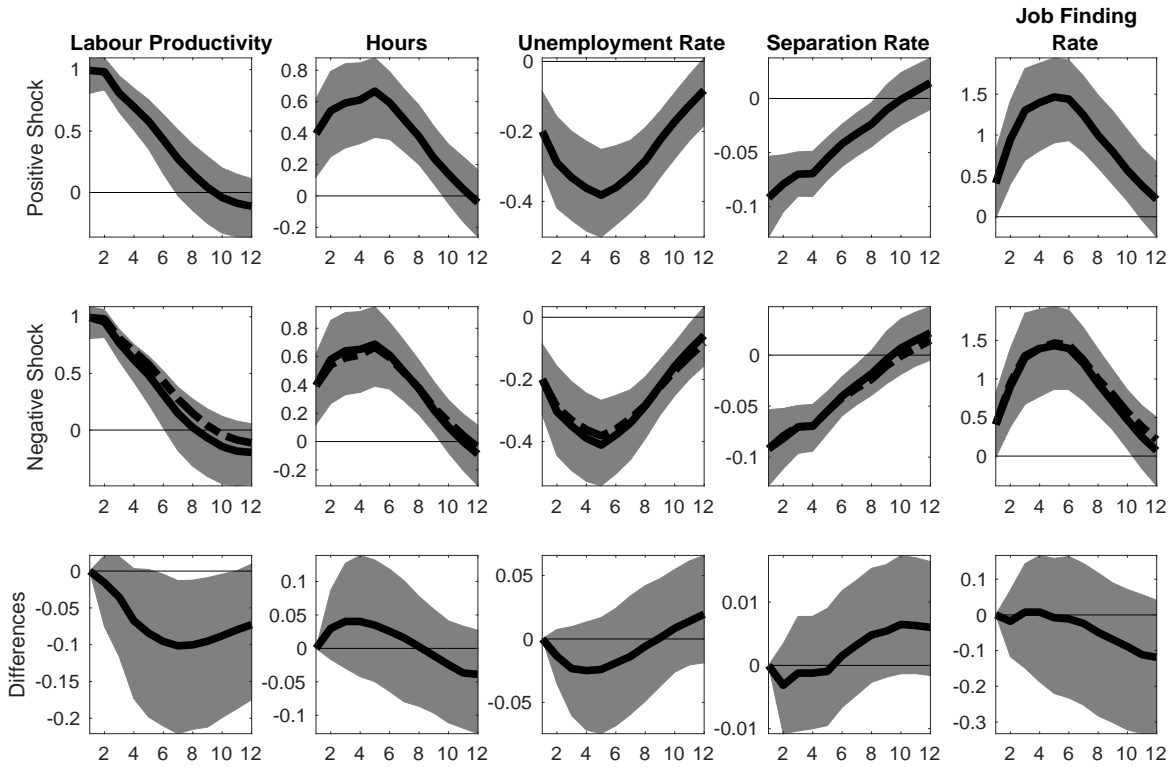 Labour Productivity
Hours
Unemployment Rate
Separation Rate
Job Finding
Rate
Positive Shock
1
0.5
0
2 4 6 8 10 12
0.8
0.6
0.4
0.2
0
-0.2
2 4 6 8 10 12
0
-0.2
-0.4
2 4 6 8 10 12
0
-0.05
-0.1
2 4 6 8 10 12
1.5
1
0.5
0
2 4 6 8 10 12
Negative Shock
1
0.5
0
2 4 6 8 10 12
0.8
0.6
0.4
0.2
0
-0.2
2 4 6 8 10 12
0
-0.2
-0.4
2 4 6 8 10 12
0
-0.05
-0.1
2 4 6 8 10 12
1.5
1
0.5
0
2 4 6 8 10 12
Differences
0
-0.05
-0.1
-0.15
-0.2
2 4 6 8 10 12
0.1
0.05
0
-0.05
-0.1
2 4 6 8 10 12
0.05
0
-0.05
2 4 6 8 10 12
0.01
0
-0.01
2 4 6 8 10 12
0.1
0
-0.1
-0.2
-0.3
2 4 6 8 10 12